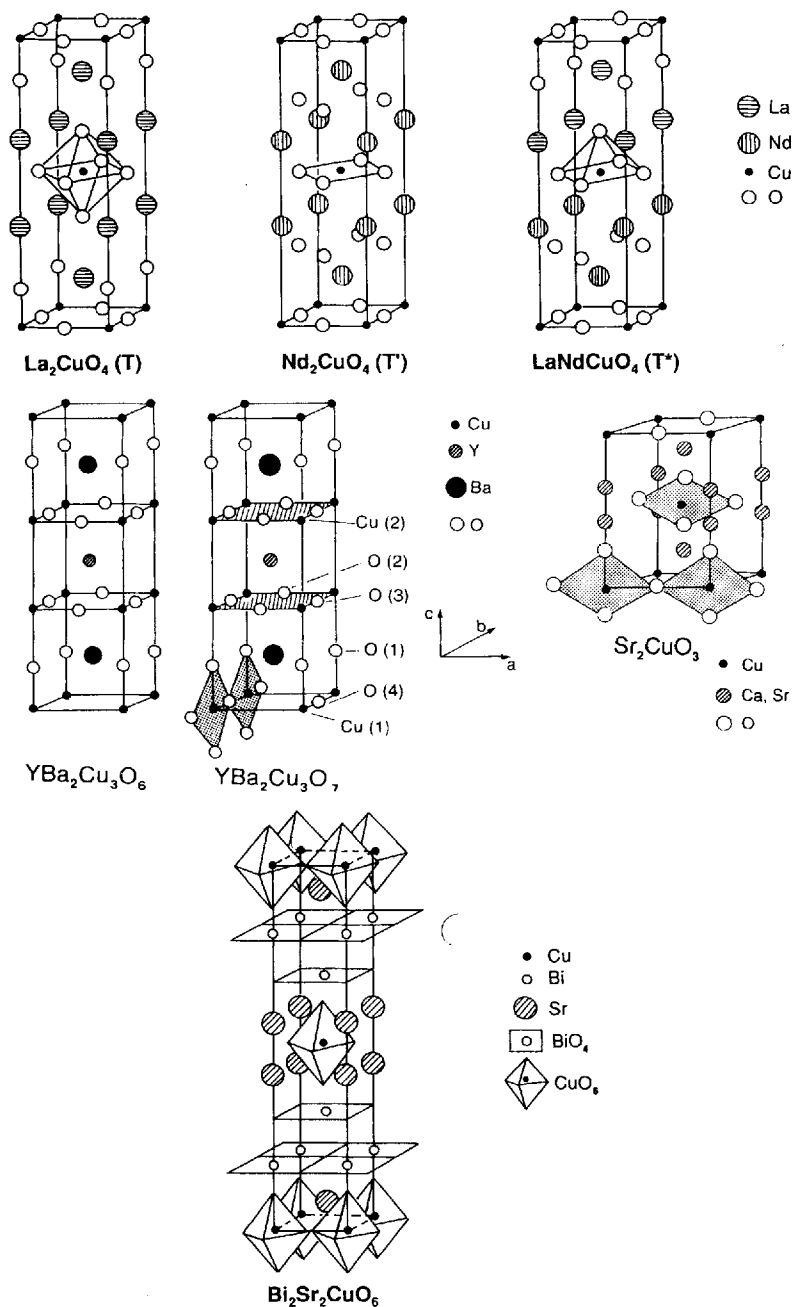 La
Nd
Cu
O
La₂CuO₄ (T)
Nd₂CuO₄ (T')
LaNdCuO₄ (T*)
Cu
Y
Ba
O
Cu (2)
O (2)
O (3)
O (1)
O (4)
Cu (1)
c
b
a
YBa₂Cu₃O₆
YBa₂Cu₃O₇
Sr₂CuO₃
Cu
Ca, Sr
O
Cu
Bi
Sr
BiO₄
CuO₆
Bi₂Sr₂CuO₆